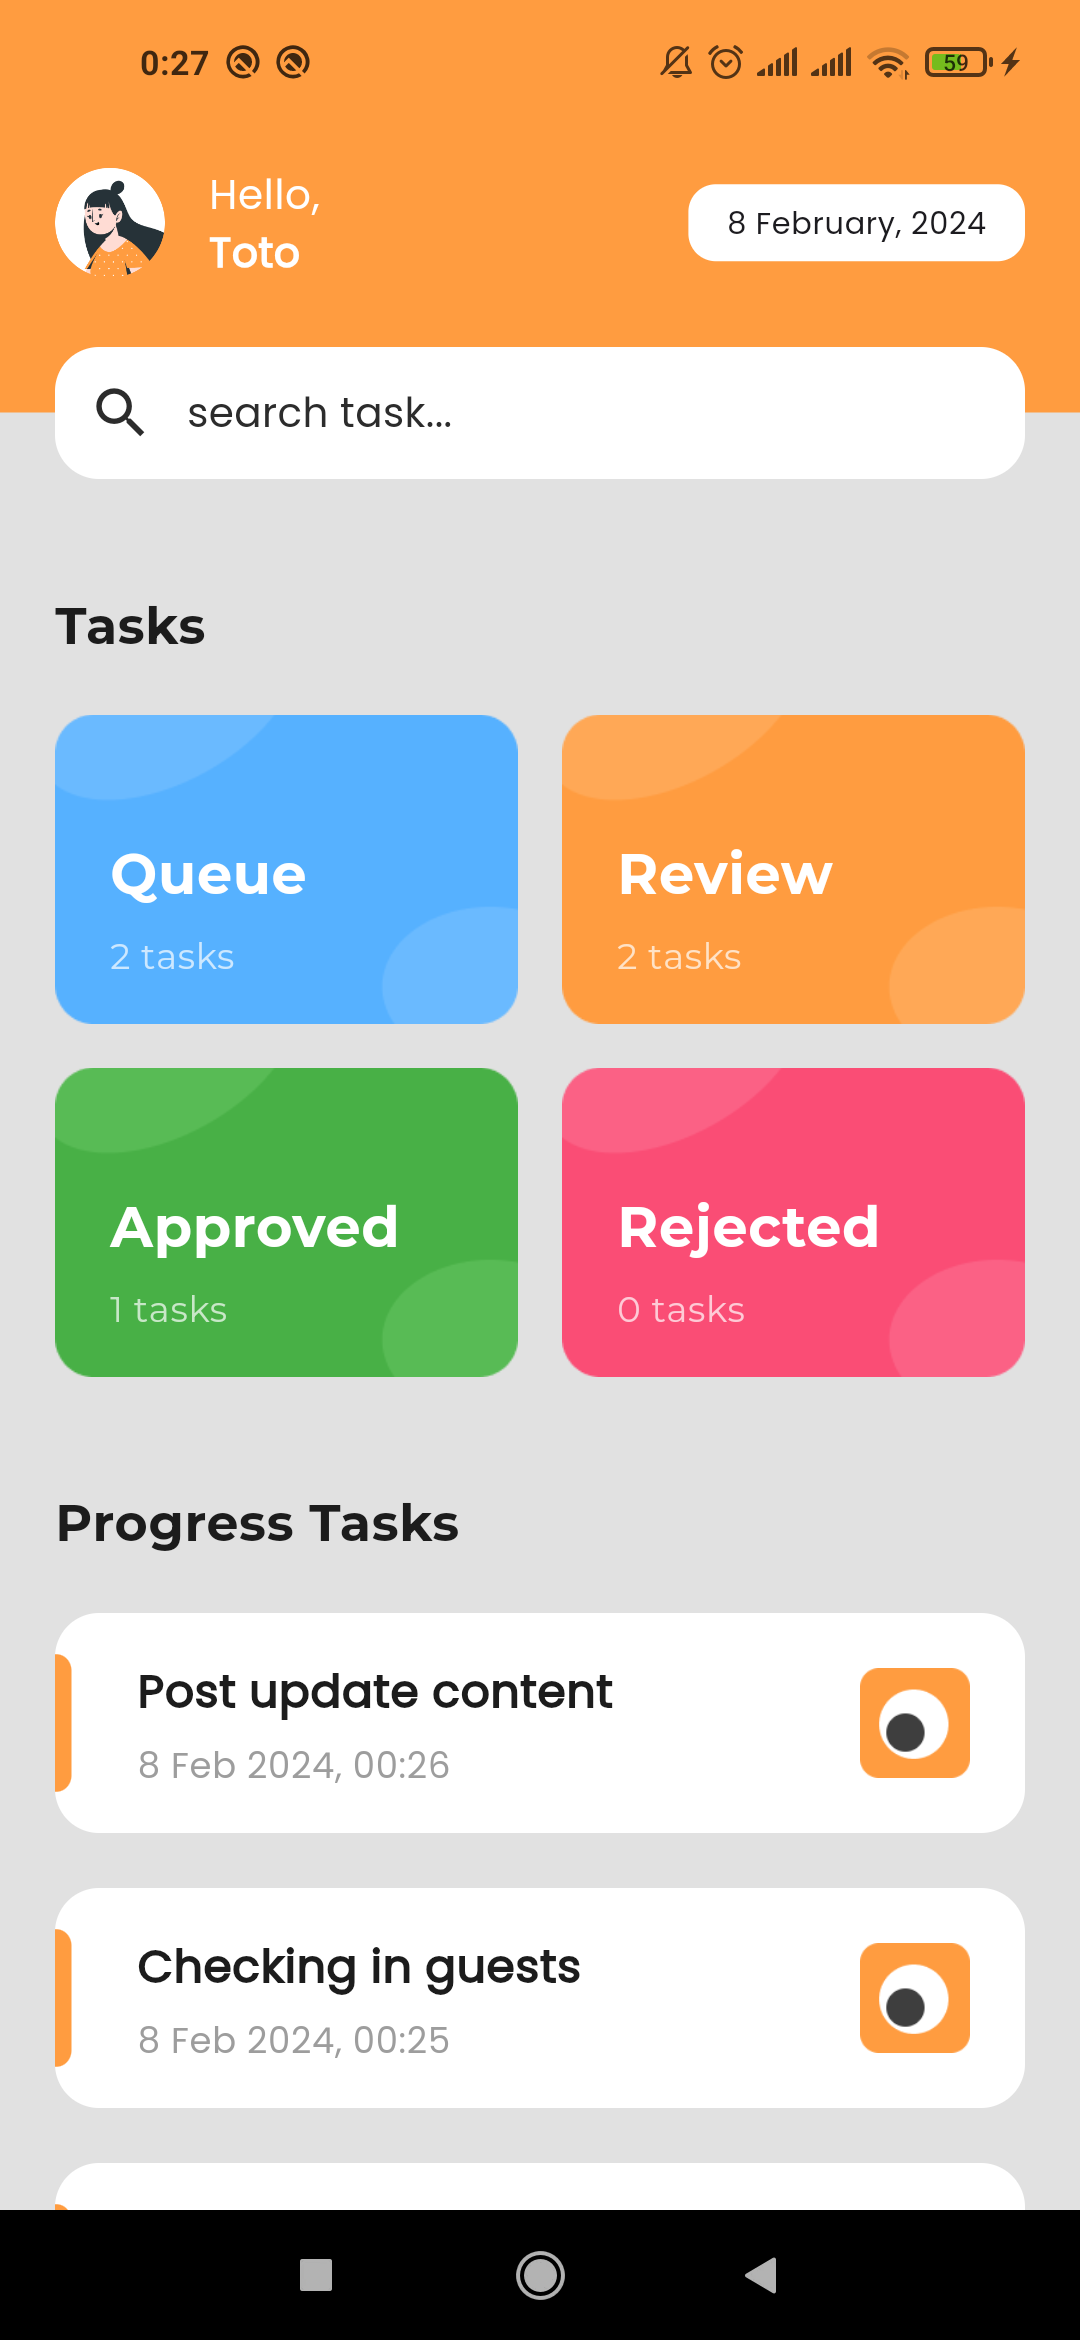 0:27
59
Hello,
Toto
8 February, 2024
search task...
Tasks
Queue
2 tasks
Review
2 tasks
Approved
1 tasks
Rejected
0 tasks
Progress Tasks
Post update content
8 Feb 2024, 00:26
Checking in guests
8 Feb 2024, 00:25